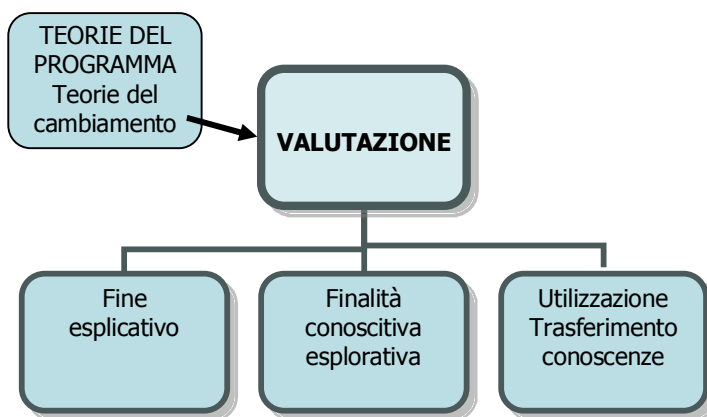 TEORIE DEL
PROGRAMMA
Teorie del
cambiamento
VALUTAZIONE
Fine
esplicativo
Finalità
conoscitiva
esplorativa
Utilizzazione
Trasferimento
conoscenze